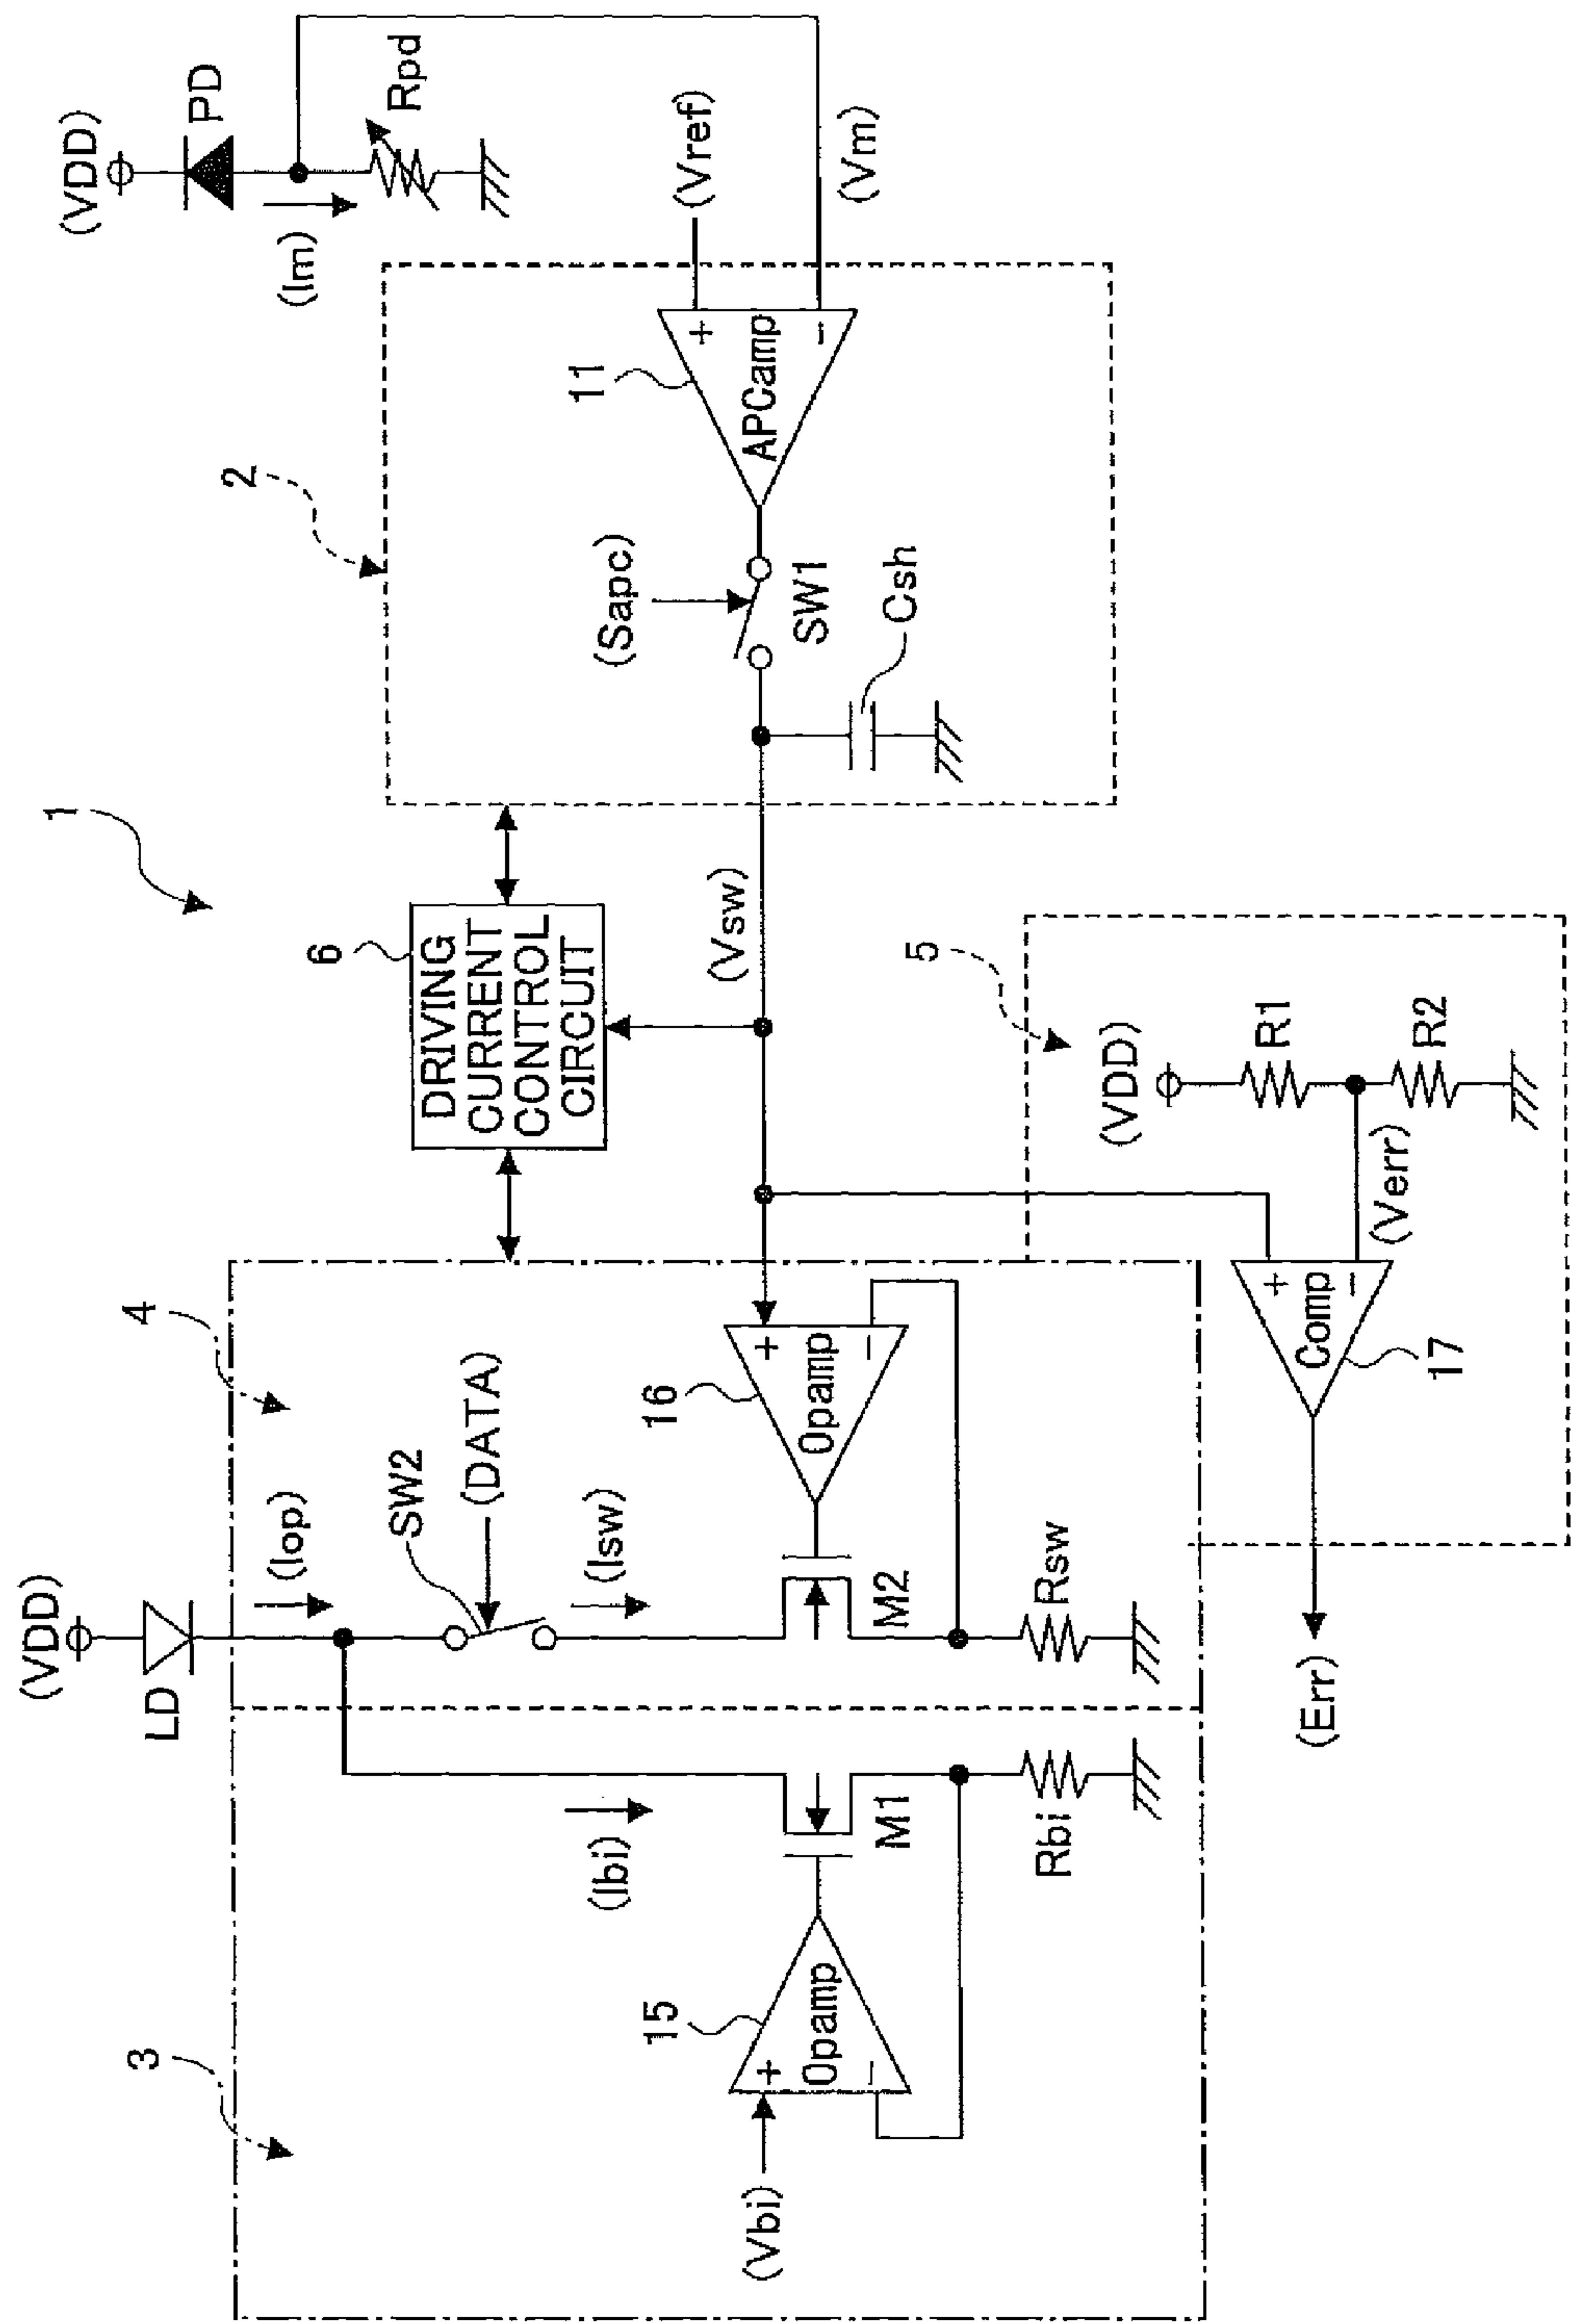 1
(VDD)
LD
(Iop)
SW2
(DATA)
(Isw)
4
3
(Ibi)
15
Opamp
+
−
(Vbi)
M1
Rbi
16
Opamp
+
−
M2
Rsw
6
DRIVING
CURRENT
CONTROL
CIRCUIT
(Vsw)
2
(Sapc)
SW1
Csh
11
APCamp
+
−
(Vref)
(Vm)
(VDD)
PD
(Im)
Rpd
5
(VDD)
R1
R2
(Verr)
+
−
Comp
17
(Err)